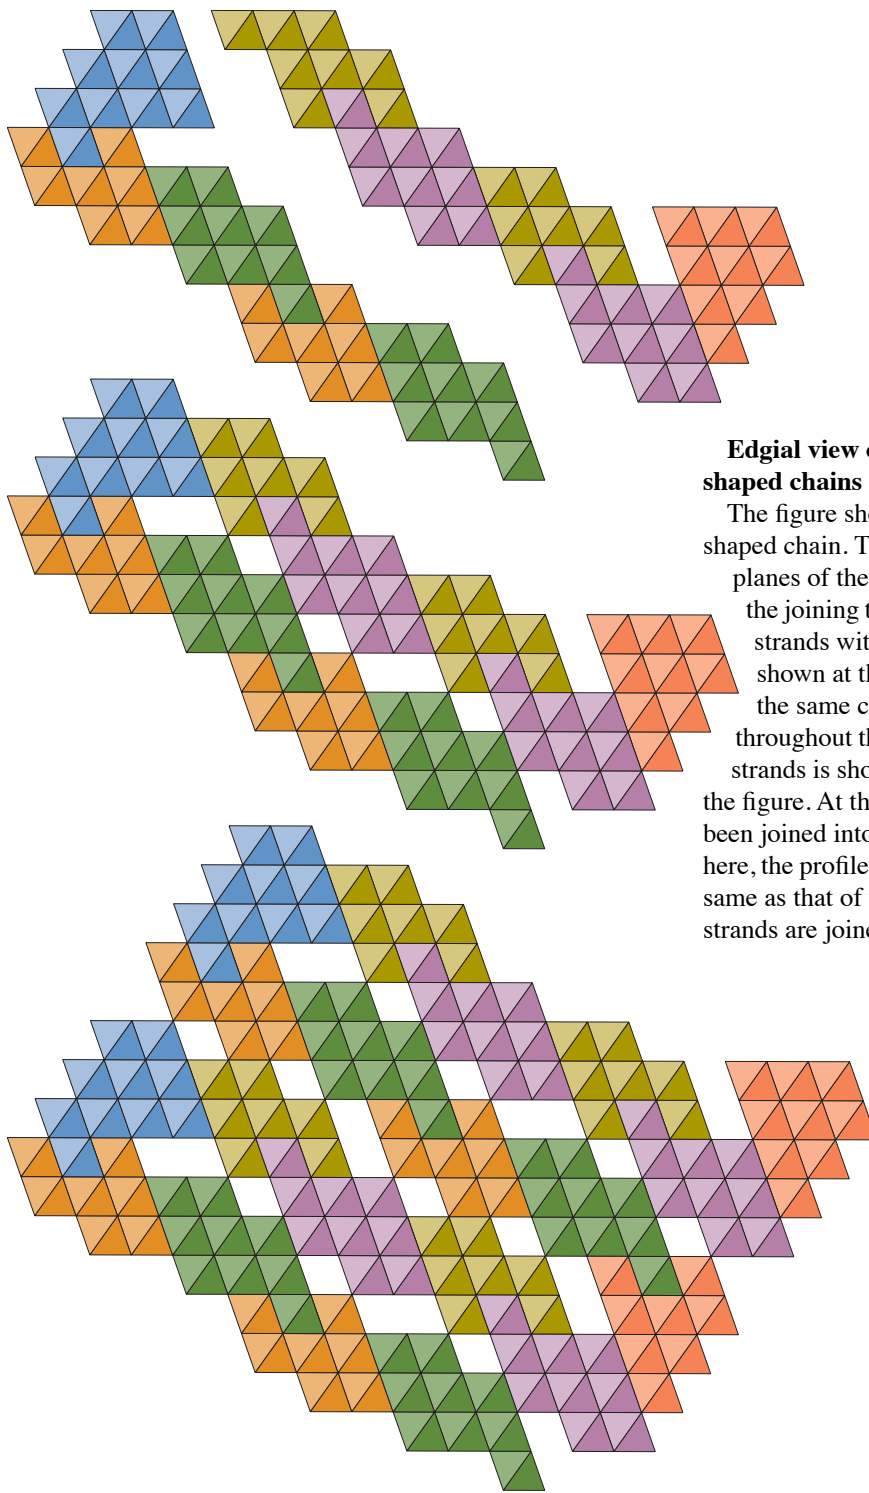 Edgial view o
shaped chains
The figure sho
shaped chain. T
planes of the
the joining t
strands wit
shown at th
the same c
throughout th
strands is sho
the figure. At th
been joined into
here, the profile
same as that of
strands are joine